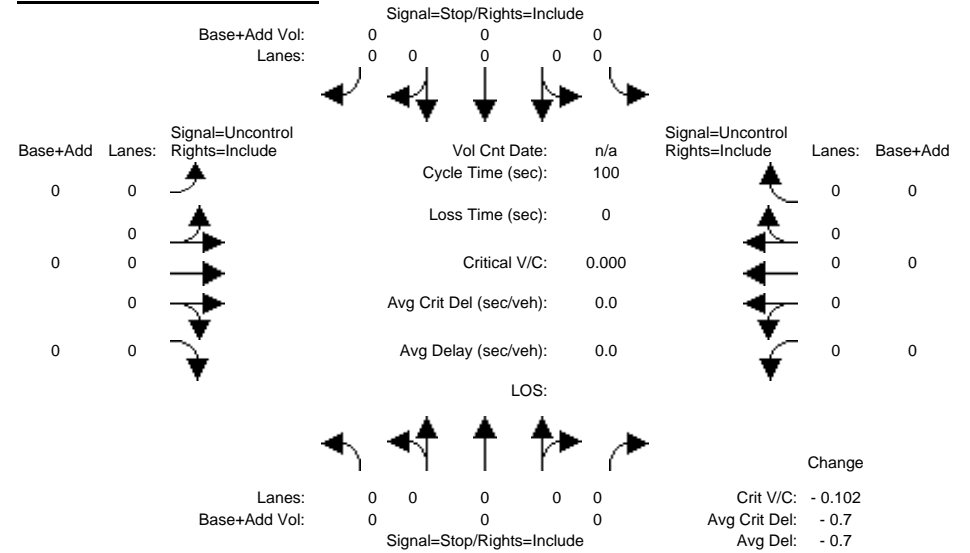 Signal=Stop/Rights=Include
Base+Add Vol: 0 0 0
Lanes: 0 0 0 0 0
Signal=Uncontrol
Base+Add Lanes: Rights=Include
Vol Cnt Date: n/a
Signal=Uncontrol
Rights=Include Lanes: Base+Add
Cycle Time (sec): 100
0 0 0 0
Loss Time (sec): 0
0 0
0 0 Critical V/C: 0.000 0 0
0 Avg Crit Del (sec/veh): 0.0 0
0 0 Avg Delay (sec/veh): 0.0 0 0
LOS:
Change
Lanes: 0 0 0 0 0 Crit V/C: - 0.102
Base+Add Vol: 0 0 0 Avg Crit Del: - 0.7
Signal=Stop/Rights=Include Avg Del: - 0.7